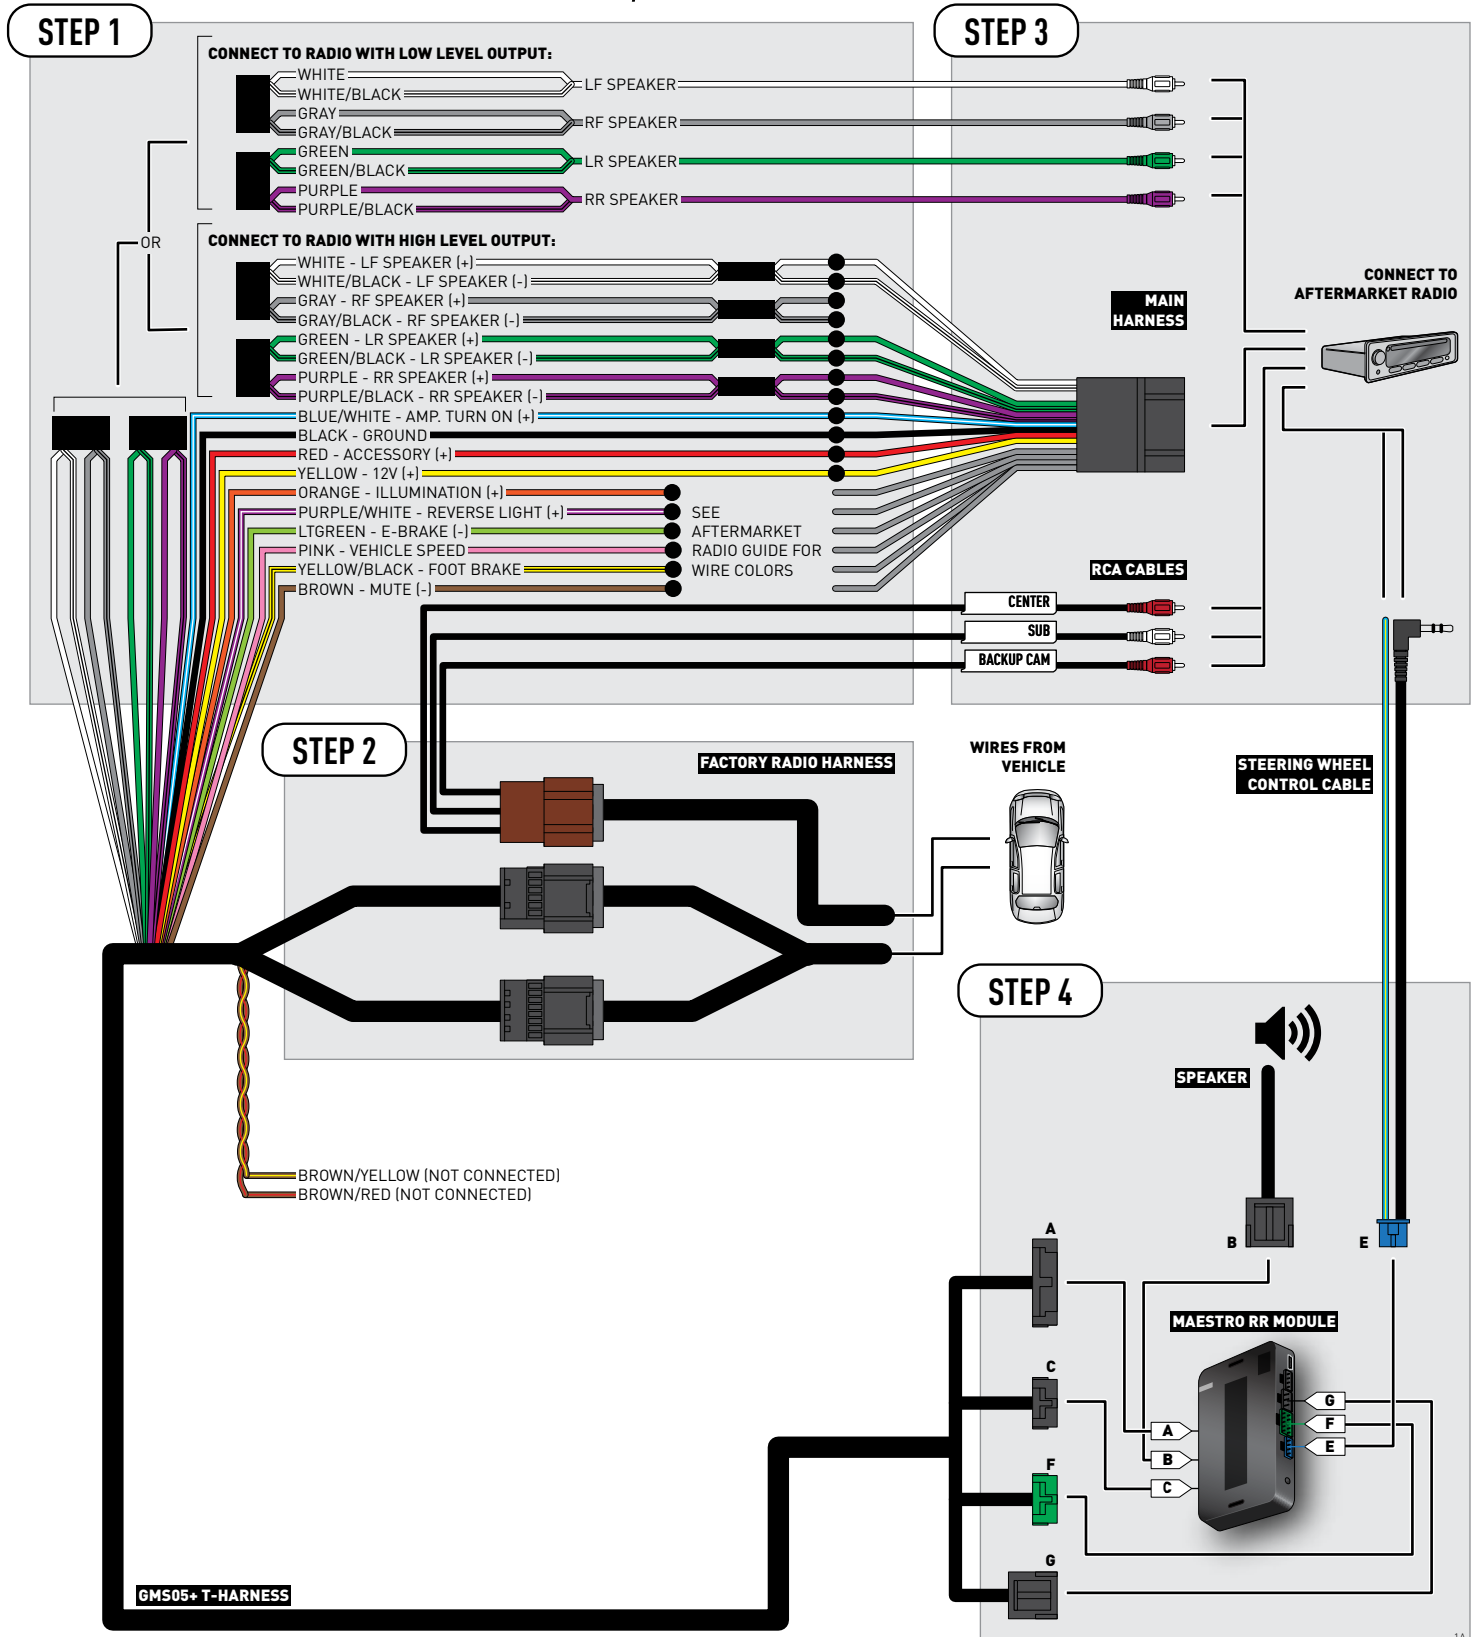 STEP 1
CONNECT TO RADIO WITH LOW LEVEL OUTPUT:
WHITE
WHITE/BLACK
LF SPEAKER
GRAY
GRAY/BLACK
RF SPEAKER
GREEN
GREEN/BLACK
LR SPEAKER
PURPLE
PURPLE/BLACK
RR SPEAKER
OR
CONNECT TO RADIO WITH HIGH LEVEL OUTPUT:
WHITE - LF SPEAKER (+)
WHITE/BLACK - LF SPEAKER (-)
GRAY - RF SPEAKER (+)
GRAY/BLACK - RF SPEAKER (-)
GREEN - LR SPEAKER (+)
GREEN/BLACK - LR SPEAKER (-)
PURPLE - RR SPEAKER (+)
PURPLE/BLACK - RR SPEAKER (-)
BLUE/WHITE - AMP. TURN ON (+)
BLACK - GROUND
RED - ACCESSORY (+)
YELLOW - 12V (+)
ORANGE - ILLUMINATION (+)
PURPLE/WHITE - REVERSE LIGHT (+)
LTGREEN - E-BRAKE (-)
PINK - VEHICLE SPEED
YELLOW/BLACK - FOOT BRAKE
BROWN - MUTE (-)
SEE
AFTERMARKET
RADIO GUIDE FOR
WIRE COLORS
STEP 3
MAIN
HARNESS
CONNECT TO
AFTERMARKET RADIO
RCA CABLES
CENTER
SUB
BACKUP CAM
STEP 2
FACTORY RADIO HARNESS
WIRES FROM
VEHICLE
STEERING WHEEL
CONTROL CABLE
BROWN/YELLOW (NOT CONNECTED)
BROWN/RED (NOT CONNECTED)
STEP 4
SPEAKER
B
E
A
C
F
G
MAESTRO RR MODULE
A
B
C
G
F
E
GMS05+ T-HARNESS